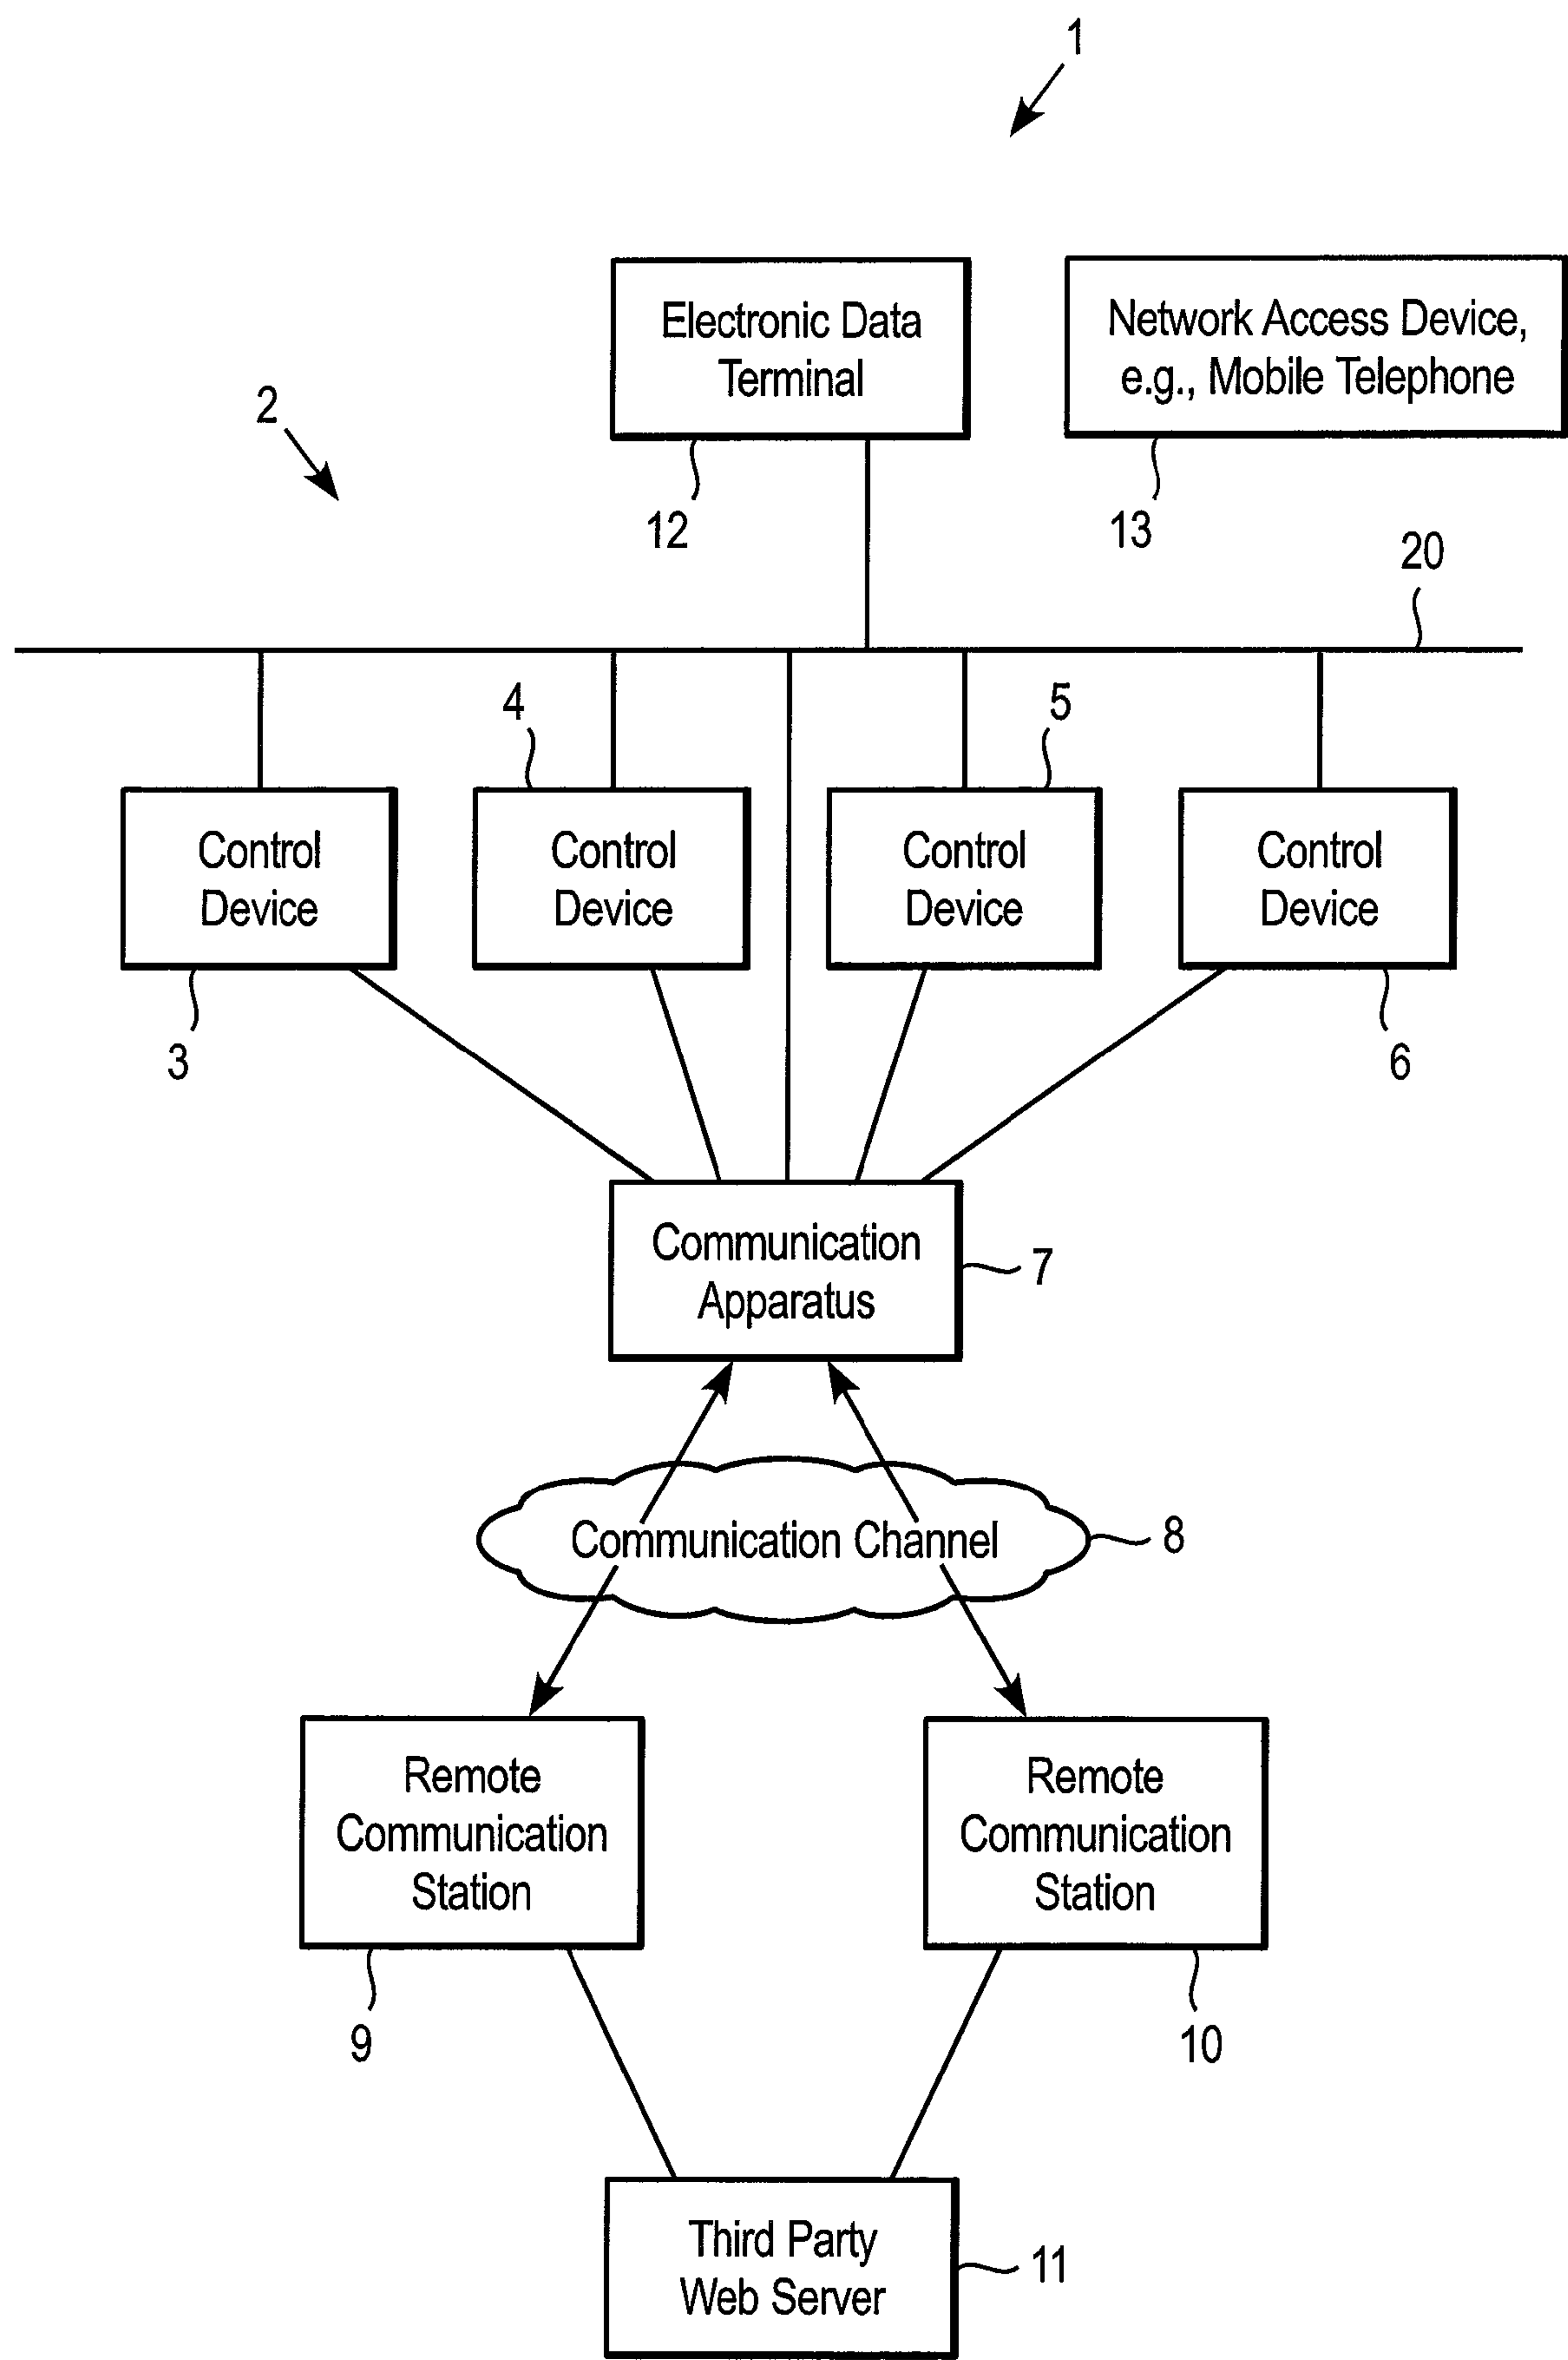 1
Electronic Data
Terminal
Network Access Device,
e.g., Mobile Telephone
2
12
13
20
4
5
Control
Device
Control
Device
Control
Device
Control
Device
3
6
Communication
Apparatus
7
Communication Channel
8
Remote
Communication
Station
Remote
Communication
Station
9
10
Third Party
Web Server
11